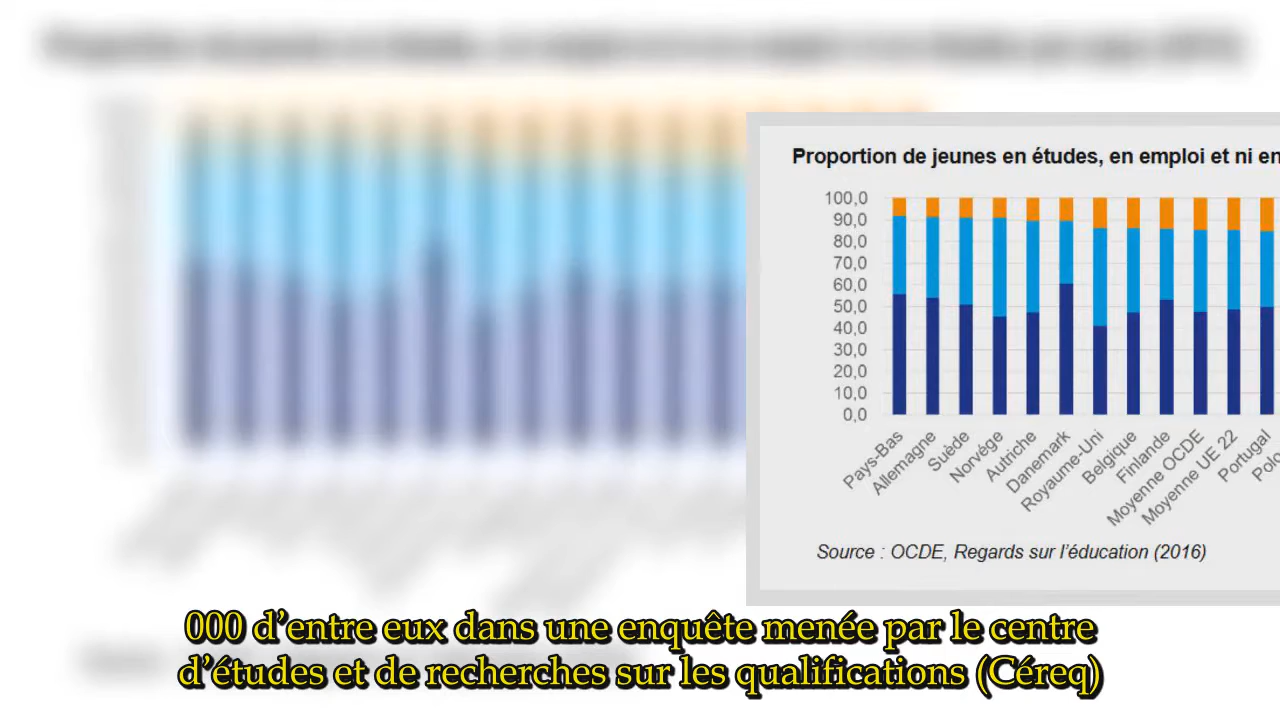 Proportion de jeunes en études, en emploi et ni en
100,0
90,0
80,0
70,0
60,0
50,0
40,0
30,0
20,0
10,0
0,0
Pays-Bas
Allemagne
Suède
Norvége
Autriche
Danemark
Royaume-Uni
Belgique
Finlande
Moyenne OCDE
Moyenne UE 22
Portugal
Polo
Source : OCDE, Regards sur l'éducation (2016)
000 d'entre eux dans une enquête menée par le centre
d'études et de recherches sur les qualifications (Céreq)